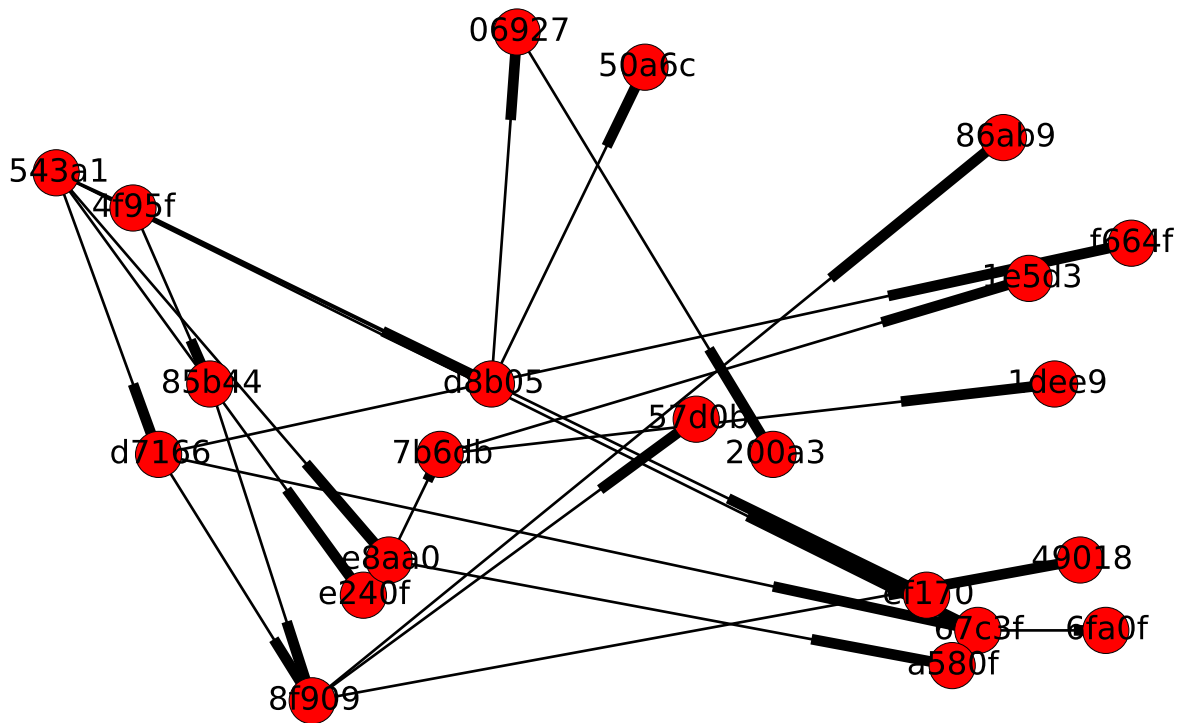 06927
50a6c
86ab9
543a1
4f95f
f664f
1e5d3
85b44
d8b05
1dee9
57d0b
d7166
7b6db
200a3
e8aa0
49018
e240f
ef170
67c3f
6fa0f
a580f
8f909